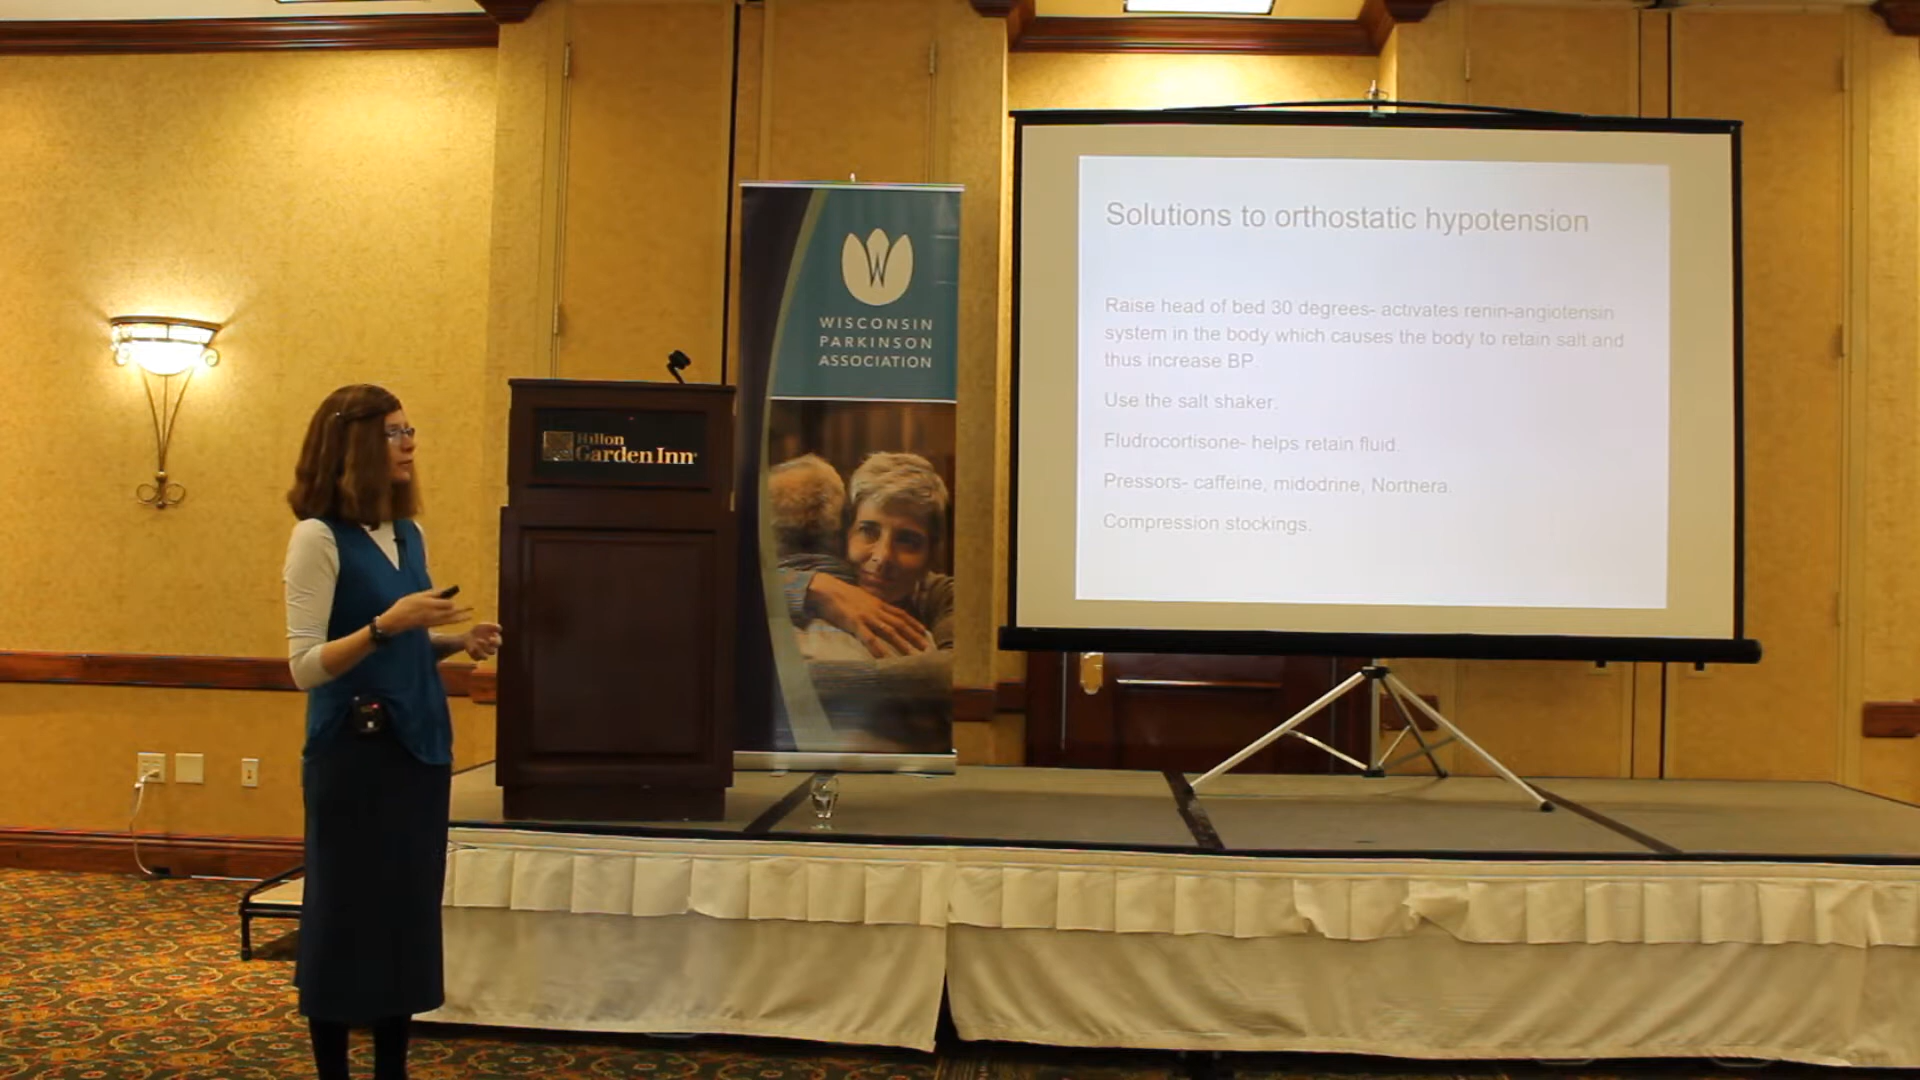 Hilton
Garden Inn
W
WISCONSIN
PARKINSON
ASSOCIATION
Solutions to orthostatic hypotension
Raise head of bed 30 degrees- activates renin-angiotensin
system in the body which causes the body to retain salt and
thus increase BP.
Use the salt shaker.
Fludrocortisone- helps retain fluid.
Pressors- caffeine, midodrine, Northera.
Compression stockings.